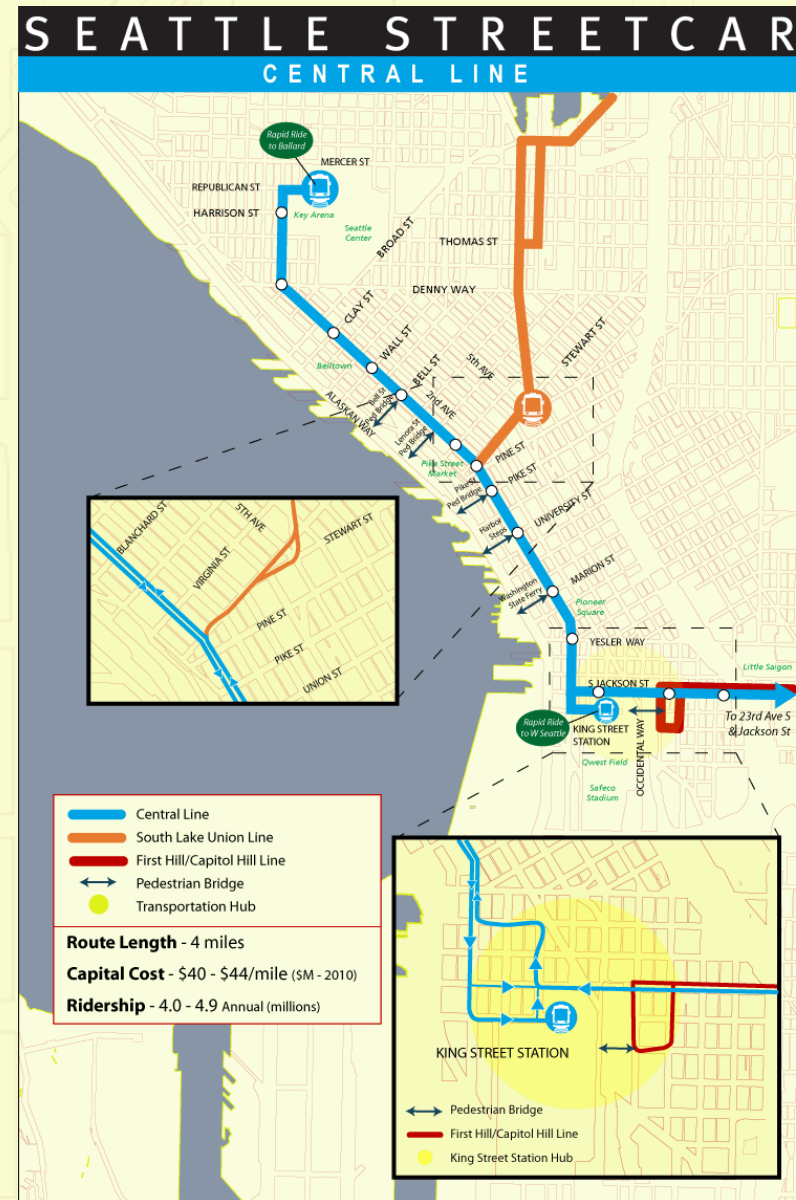 SEATTLE STREETCAR
CENTRAL LINE
Rapid Ride
to Ballard
MERCER ST
REPUBLICAN ST
HARRISON ST
Key Arena
Seattle
Center
BROAD ST
THOMAS ST
DENNY WAY
CLAY ST
WALL ST
BELL ST
5th AVE
STEWART ST
Belltown
2nd AVE
ALASKAN WAY
Bell St
Ped Bridge
Lenora St
Ped Bridge
PINE ST
Pike Street
Market
PIKE ST
Pike St
Ped Bridge
UNIVERSITY ST
Harbor
Steps
MARION ST
Washington
State Ferry
Pioneer
Square
YESLER WAY
Little Saigon
S JACKSON ST
To 23rd Ave S
& Jackson St
Rapid Ride
to W Seattle
KING STREET
STATION
OCCIDENTAL WAY
Qwest Field
Safeco
Stadium
BLANCHARD ST
5TH AVE
STEWART ST
VIRGINIA ST
PINE ST
PIKE ST
UNION ST
Central Line
South Lake Union Line
First Hill/Capitol Hill Line
Pedestrian Bridge
Transportation Hub
Route Length - 4 miles
Capital Cost - $40 - $44/mile ($M - 2010)
Ridership - 4.0 - 4.9 Annual (millions)
KING STREET STATION
Pedestrian Bridge
First Hill/Capitol Hill Line
King Street Station Hub